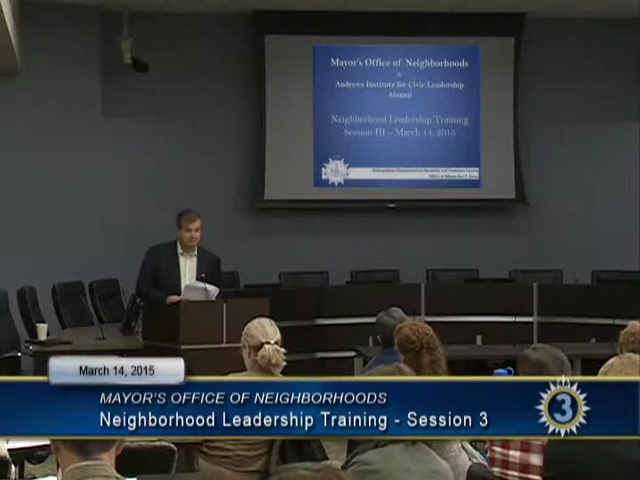 Mayor's Office of Neighborhoods
&
Andrews Institute for Civic Leadership
Alumni
Neighborhood Leadership Training
Session III – March 14, 2015
March 14, 2015
MAYOR'S OFFICE OF NEIGHBORHOODS
Neighborhood Leadership Training - Session 3
3